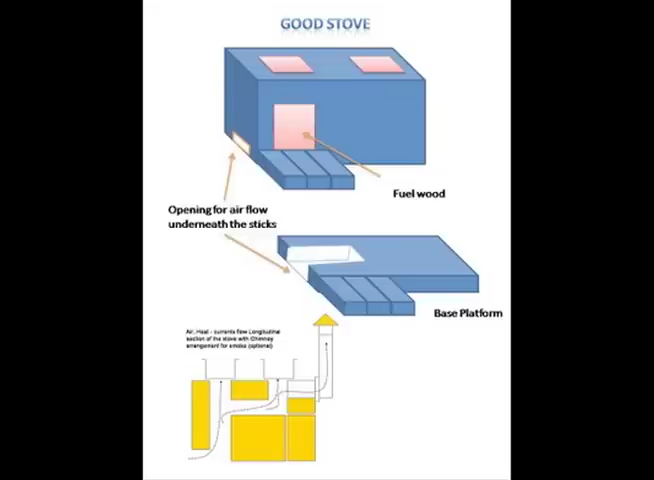 GOOD STOVE
Fuel wood
Opening for air flow
underneath the sticks
Base Platform
Air, Heat - currents flow Longitudinal
section of the stove with Chimney
arrangement for smoke (optional)